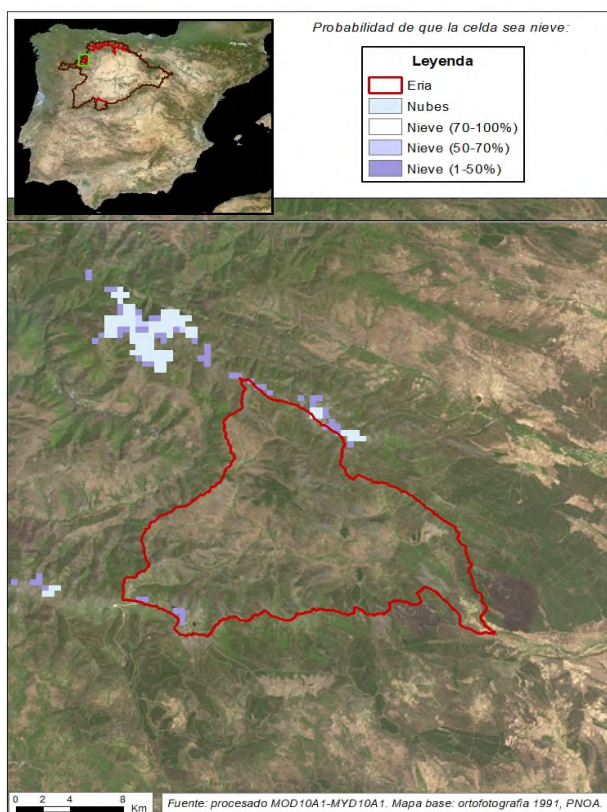 Probabilidad de que la celda sea nieve:
Leyenda
Eria
Nubes
Nieve (70-100%)
Nieve (50-70%)
Nieve (1-50%)
0 2 4 8
Km
Fuente: procesado MOD10A1-MYD10A1. Mapa base: ortofotografia 1991, PNOA